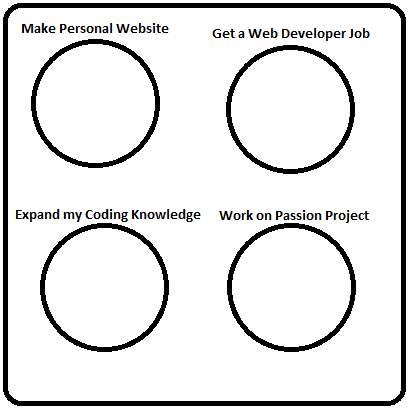 Make Personal Website
Get a Web Developer Job
Expand my Coding Knowledge
Work on Passion Project